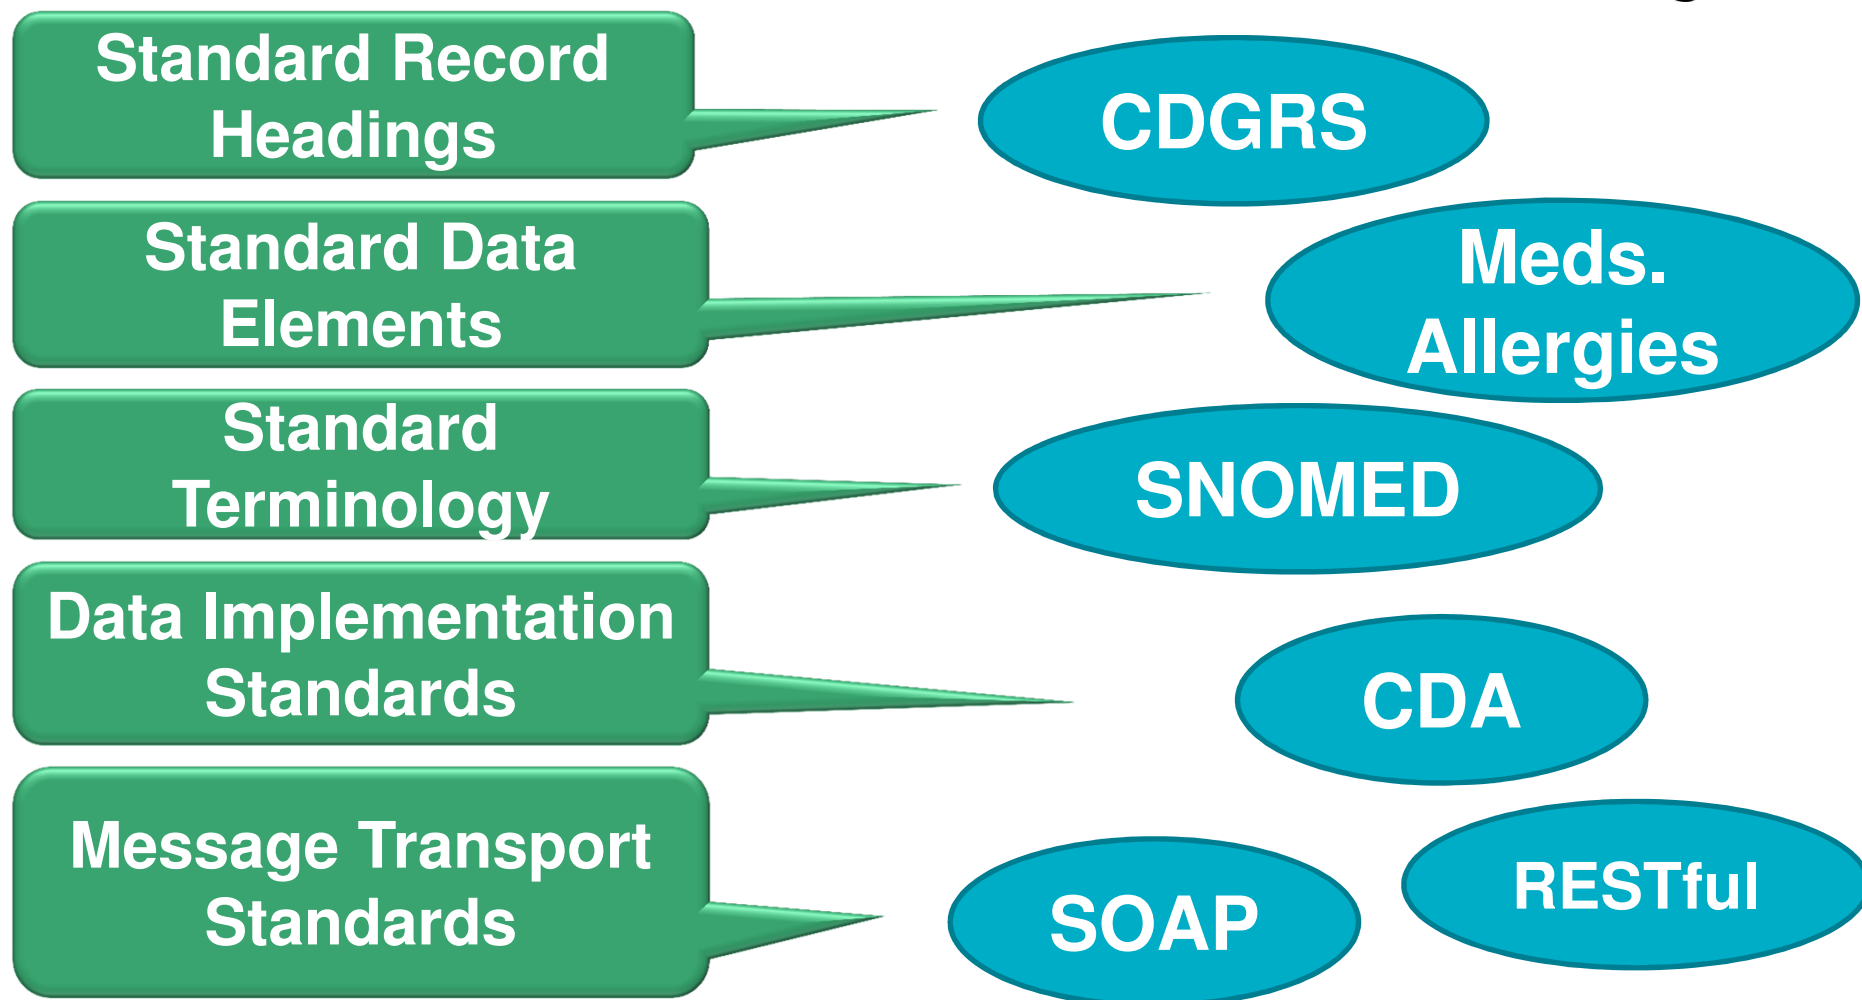 Standard Record
Headings
CDGRS
Standard Data
Elements
Meds.
Allergies
Standard
Terminology
SNOMED
Data Implementation
Standards
CDA
Message Transport
Standards
SOAP
RESTful